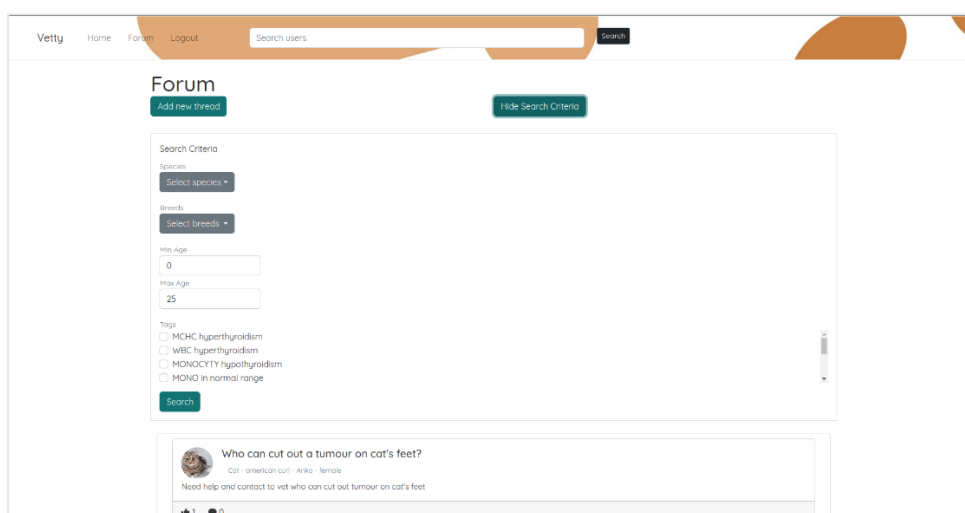 Vetty Home Forum Logout Search users Search
Forum
Add new thread Hide Search Criteria
Search Criteria
Species
Select species
Breeds
Select breeds
Min Age
0
Max Age
25
Tags
MCHC hyperthyroidism
WBC hyperthyroidism
MONOCYTY hypothyroidism
MONO in normal range
Search
Who can cut out a tumour on cat's feet?
Cat - american curl - Anka - female
Need help and contact to vet who can cut out tumour on cat's feet
1 0